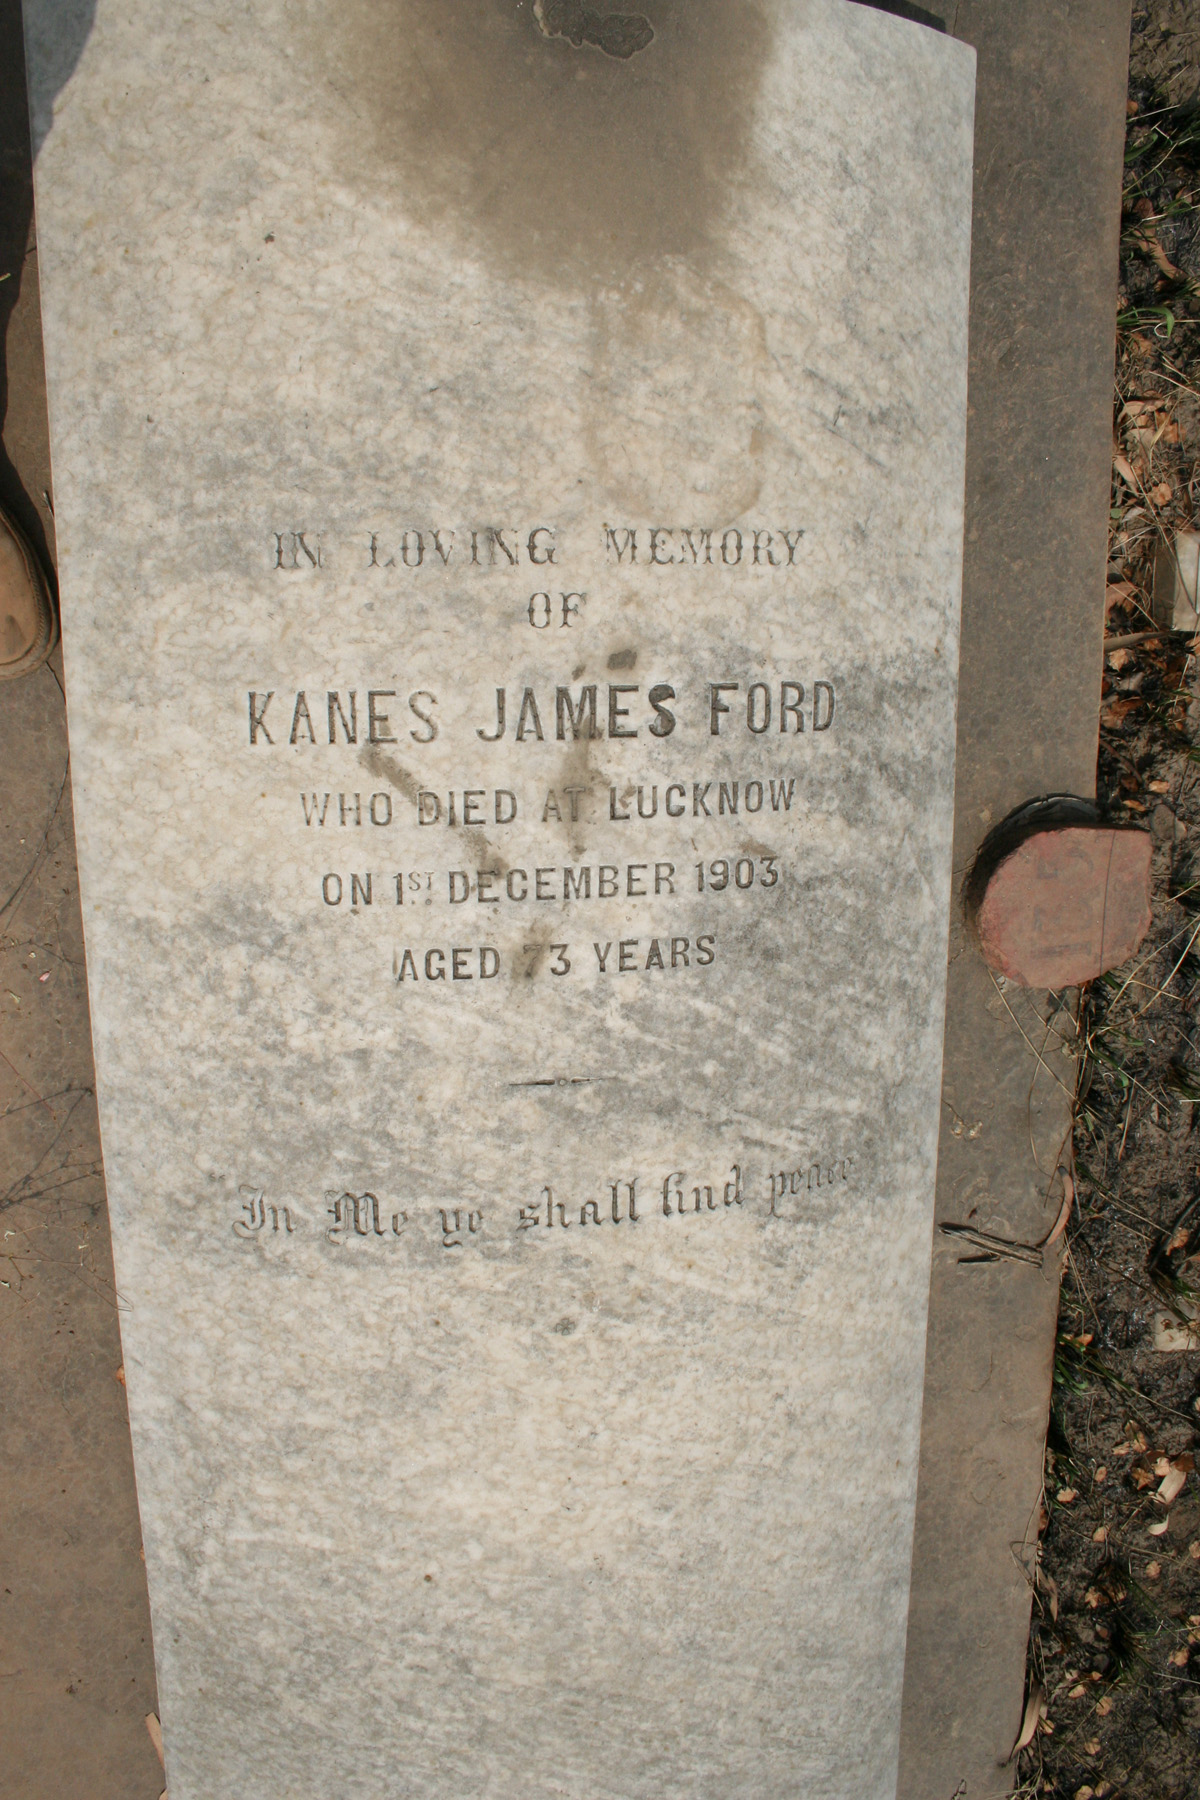 IN LOVING MEMORY
OF
KANES JAMES FORD
WHO DIED AT LUCKNOW
ON 1ST DECEMBER 1903
AGED 73 YEARS
"In Me ye shall find peace